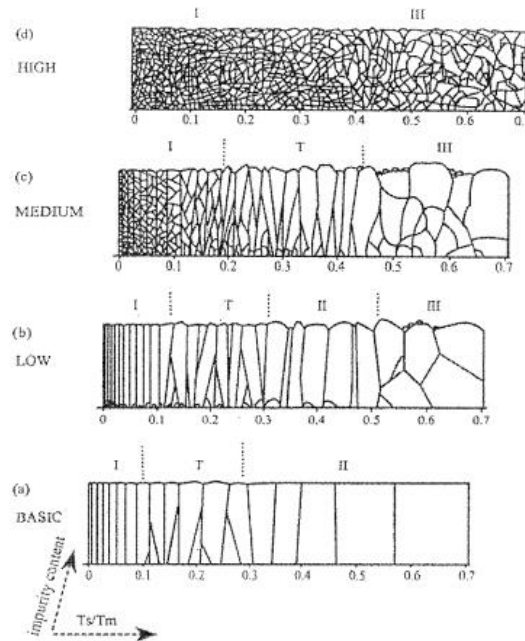 I III
(d)
HIGH
0 0.1 0.2 0.3 0.4 0.5 0.6 0.7
I T III
(c)
MEDIUM
0 0.1 0.2 0.3 0.4 0.5 0.6 0.7
I T II III
(b)
LOW
0 0.1 0.2 0.3 0.4 0.5 0.6 0.7
I T II
(a)
BASIC
0 0.1 0.2 0.3 0.4 0.5 0.6 0.7
impurity content
Ts/Tm